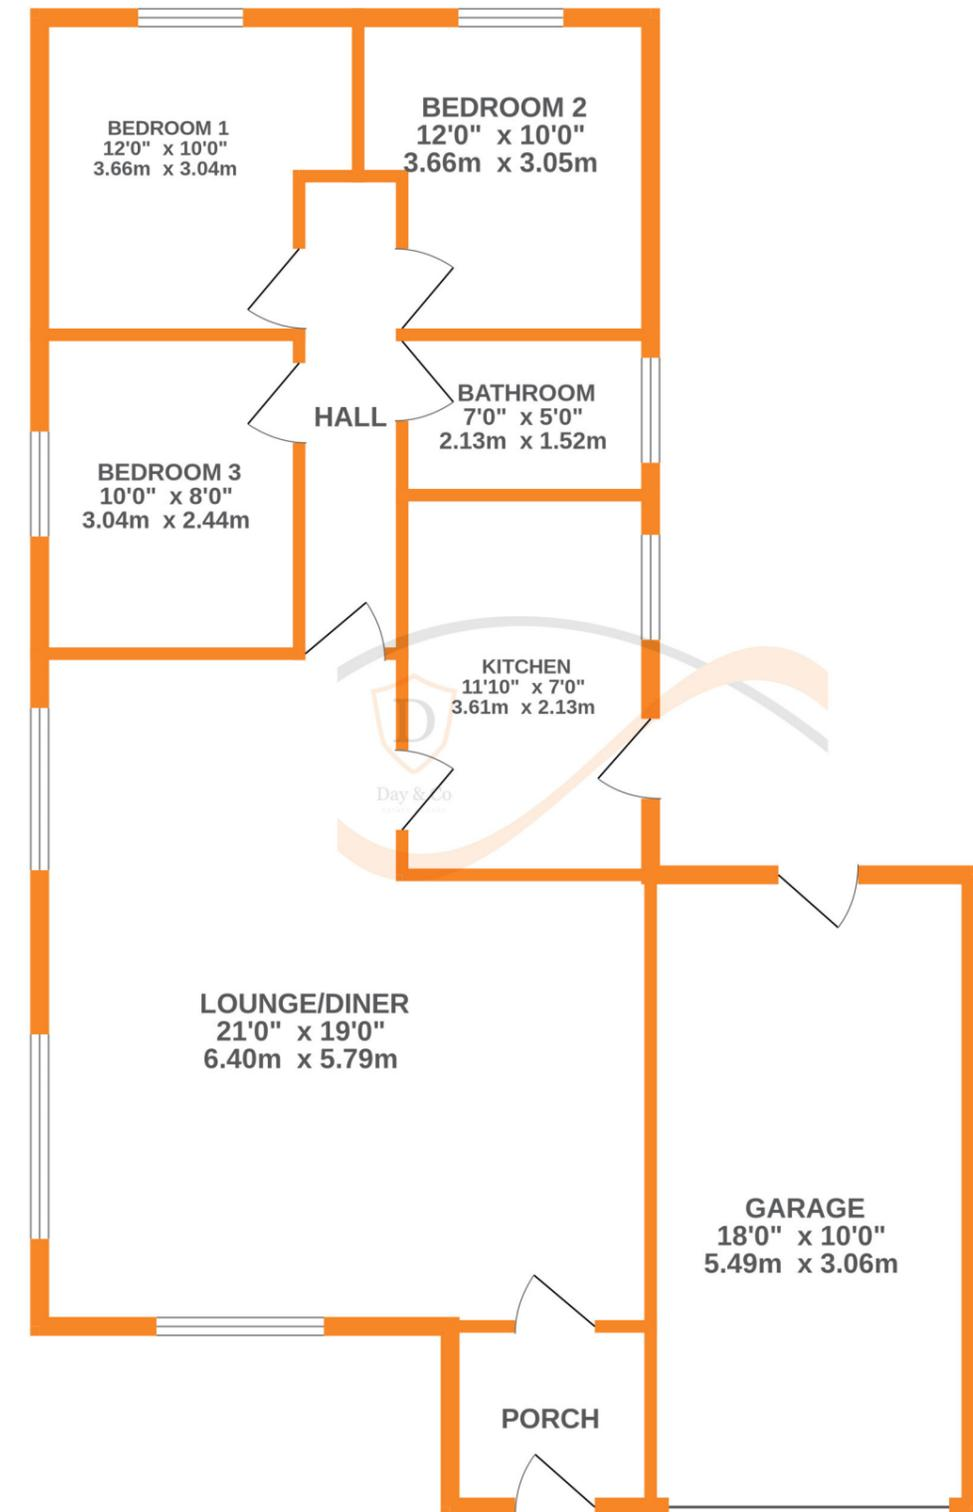 BEDROOM 1
12'0" x 10'0"
3.66m x 3.04m
BEDROOM 2
12'0" x 10'0"
3.66m x 3.05m
HALL
BATHROOM
7'0" x 5'0"
2.13m x 1.52m
BEDROOM 3
10'0" x 8'0"
3.04m x 2.44m
KITCHEN
11'10" x 7'0"
3.61m x 2.13m
D
Day & Co
LOUNGE/DINER
21'0" x 19'0"
6.40m x 5.79m
GARAGE
18'0" x 10'0"
5.49m x 3.06m
PORCH